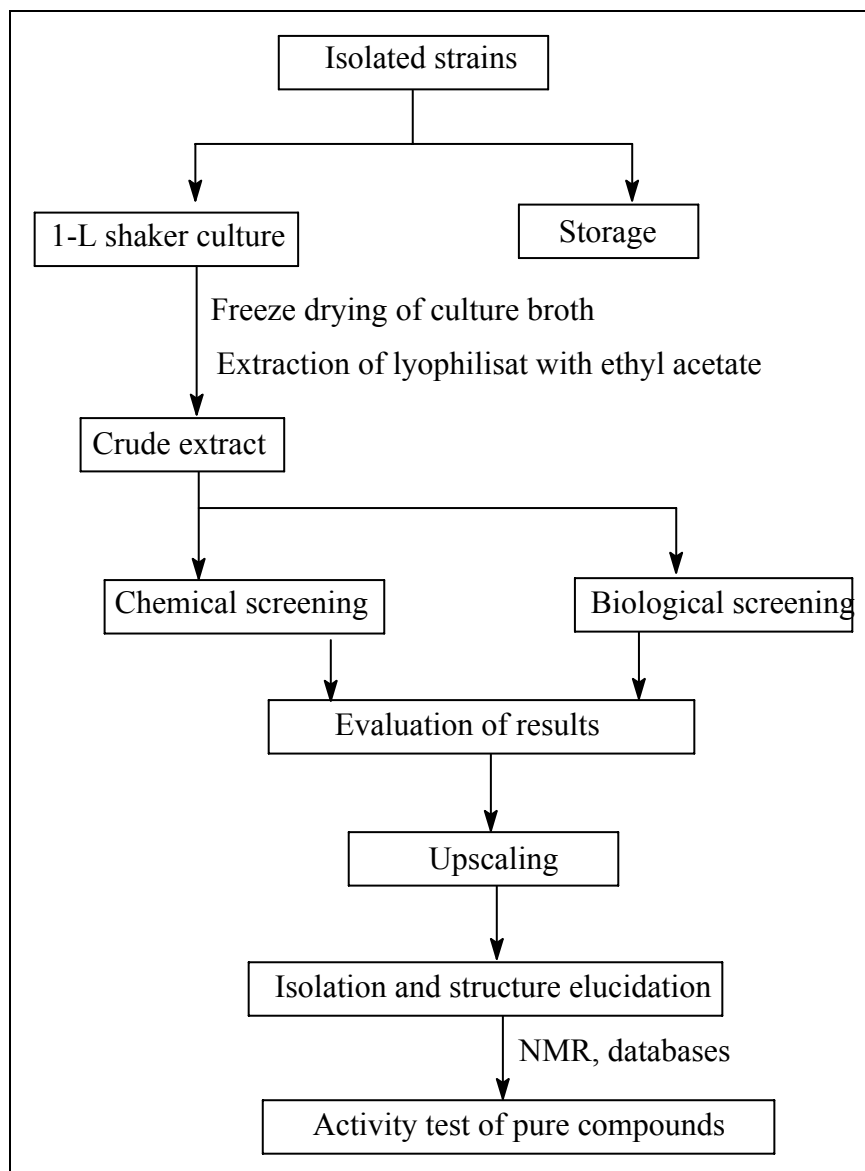 Isolated strains
1-L shaker culture
Storage
Freeze drying of culture broth
Extraction of lyophilisat with ethyl acetate
Crude extract
Chemical screening
Biological screening
Evaluation of results
Upscaling
Isolation and structure elucidation
NMR, databases
Activity test of pure compounds